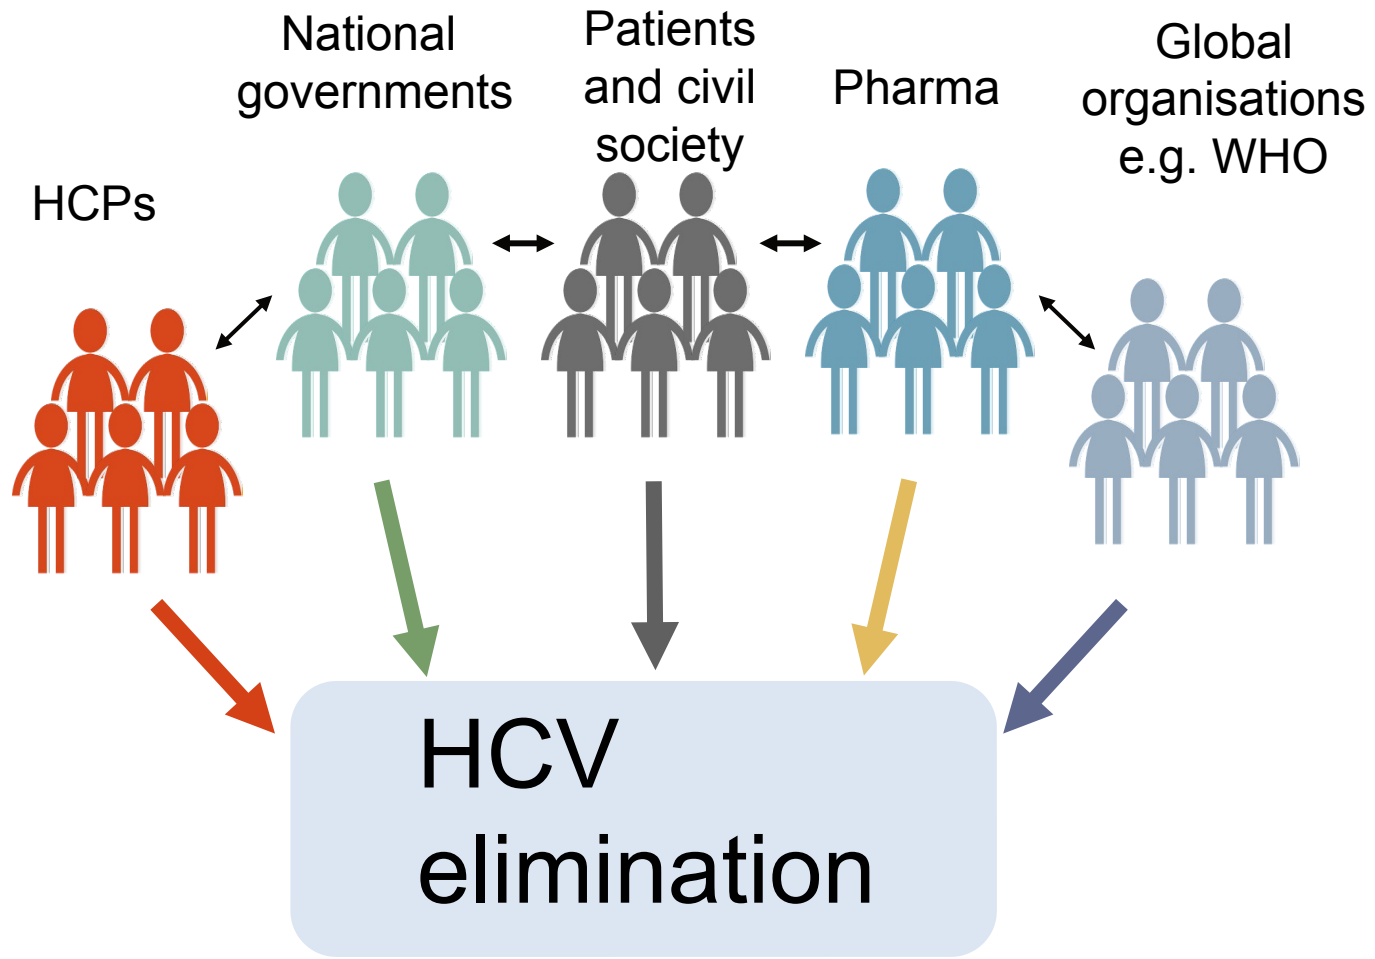 HCPs
National
governments
Patients
and civil
society
Pharma
Global
organisations
e.g. WHO
HCV
elimination